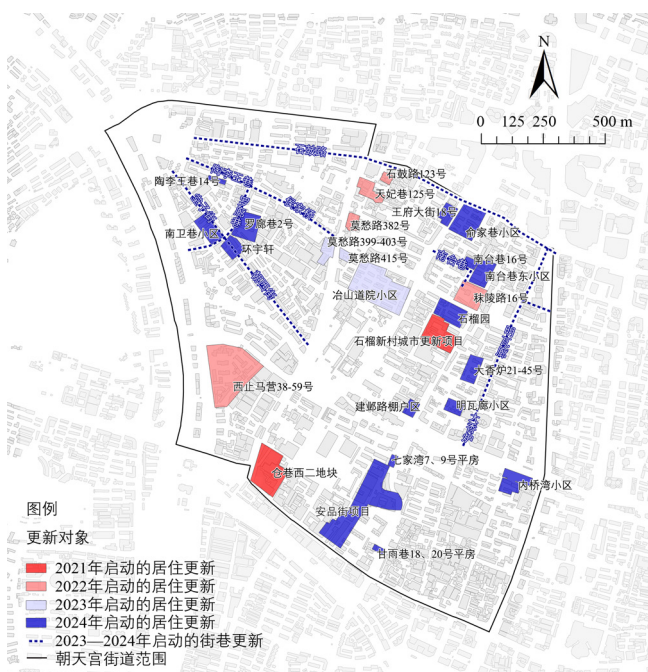 N
0 125 250 500 m
石鼓路
石鼓路123号
天妃巷125号
陶李王巷14号
王府大街18号
莫愁路382号
罗廊巷2号
俞家巷小区
南卫巷小区
莫愁路399-403号
环宇轩
莫愁路415号
南台巷
南台巷16号
南台巷东小区
冶山道院小区
秣陵路16号
石榴园
石榴新村城市更新项目
大香炉21-45号
西止马营38-59号
建邺路棚户区
明瓦廊小区
七家湾7、9号平房
仓巷西二地块
内桥湾小区
安品街项目
甘雨巷18、20号平房
图例
更新对象
2021年启动的居住更新
2022年启动的居住更新
2023年启动的居住更新
2024年启动的居住更新
2023—2024年启动的街巷更新
朝天宫街道范围